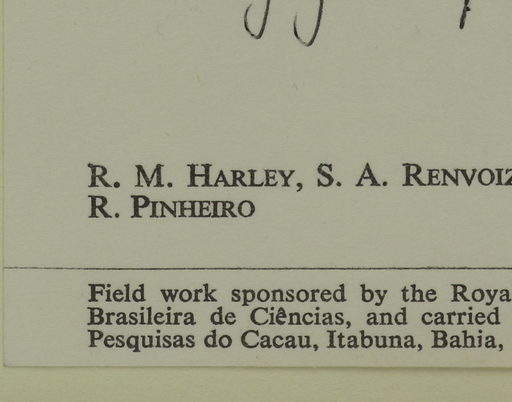 R. M. HARLEY, S. A. RENVOIZ
R. PINHEIRO
Field work sponsored by the Roya
Brasileira de Ciências, and carried
Pesquisas do Cacau, Itabuna, Bahia,